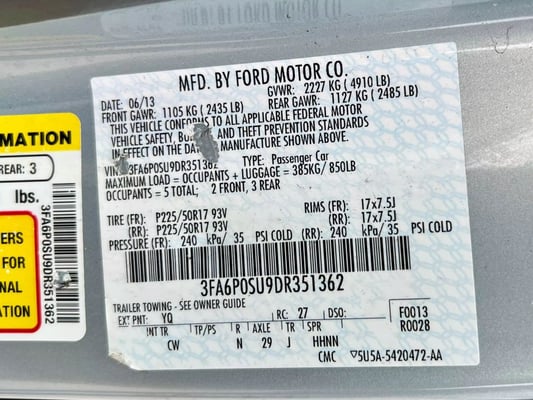 MFD. BY FORD MOTOR CO.
06/13
GVWR: 2227 KG (4910 LB)
FRONT GAWR: 1105 KG (2435 LB)
REAR GAWR: 1127 KG (2485 LB)
THIS VEHICLE CONFORMS TO ALL APPLICABLE FEDERAL MOTOR
VEHICLE SAFETY BUMPER, AND THEFT PREVENTION STANDARDS
IN EFFECT ON THE DATE OF MANUFACTURE SHOWN ABOVE.
VIN: 3FA6P0SU9DR351362 TYPE: Passenger Car
MAXIMUM LOAD = OCCUPANTS + LUGGAGE = 385KG/ 850LB
OCCUPANTS = 5 TOTAL; 2 FRONT, 3 REAR
TIRE (FR): P225/50R17 93V RIMS (FR): 17x7.5J
(RR): P225/50R17 93V (RR): 17x7.5J
PRESSURE (FR): 240 kPa/ 35 PSI COLD (RR): 240 kPa/ 35 PSI COLD
3FA6P0SU9DR351362
TRAILER TOWING - SEE OWNER GUIDE
EXT PNT: YQ RC: 27 DSO: F0013
R0028
INT TR TP/PS R AXLE TR SPR
CW N 29 J HHNN
CMC ▽5U5A-5420472-AA
MATION
REAR: 3
lbs.
ERS
FOR
NAL
ATION
3FA6P0SU9DR351362